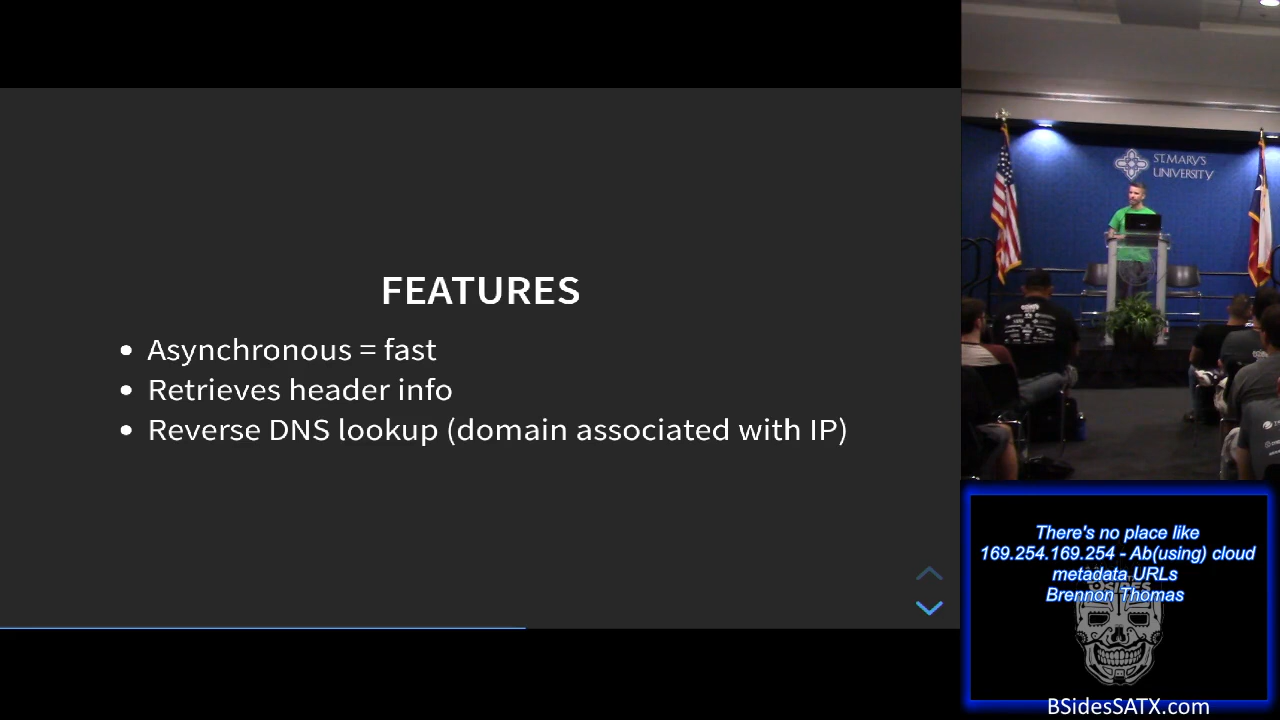 FEATURES
Asynchronous = fast
Retrieves header info
Reverse DNS lookup (domain associated with IP)
ST. MARY'S
UNIVERSITY
There's no place like
169.254.169.254 - Ab(using) cloud
metadata URLs
Brennon Thomas
BSIDES
BSidesSATX.com